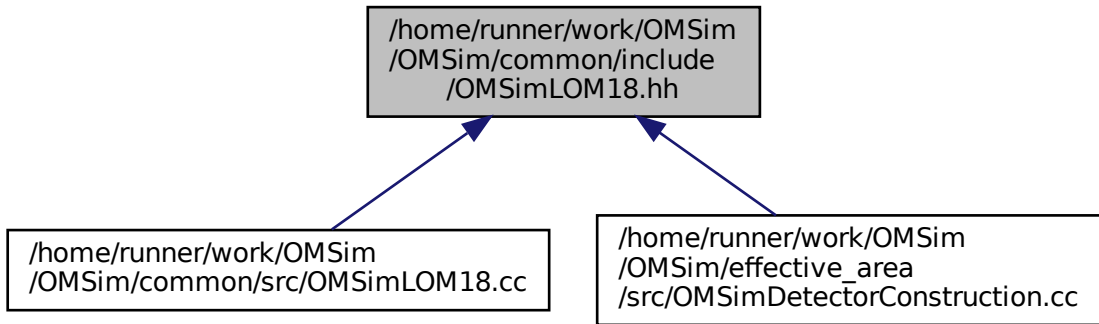 /home/runner/work/OMSim
/OMSim/common/include
/OMSimLOM18.hh
/home/runner/work/OMSim
/OMSim/common/src/OMSimLOM18.cc
/home/runner/work/OMSim
/OMSim/effective_area
/src/OMSimDetectorConstruction.cc